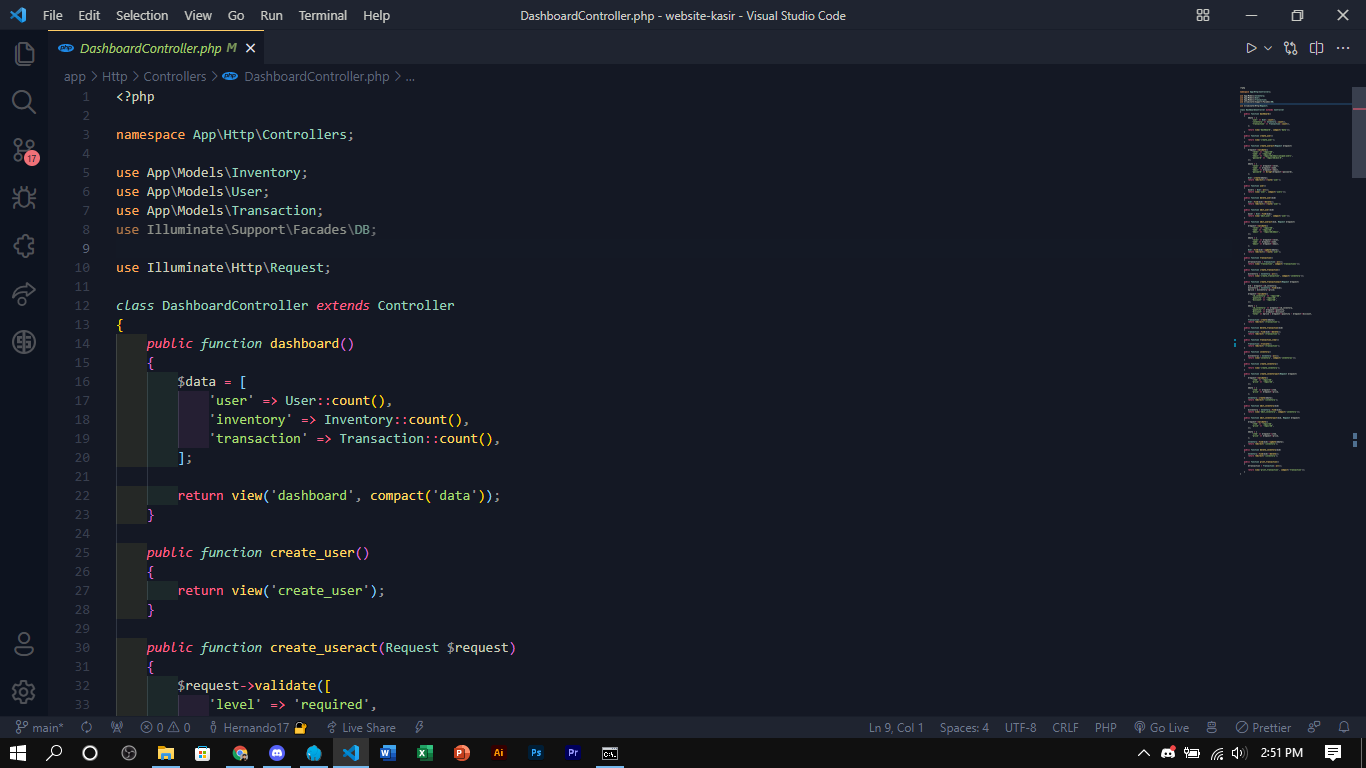 File Edit Selection View Go Run Terminal Help DashboardController.php - website-kasir - Visual Studio Code
php DashboardController.php M
app > Http > Controllers > php DashboardController.php > ...
1 <?php
2
3 namespace App\Http\Controllers;
4
5 use App\Models\Inventory;
6 use App\Models\User;
7 use App\Models\Transaction;
8 use Illuminate\Support\Facades\DB;
9
10 use Illuminate\Http\Request;
11
12 class DashboardController extends Controller
13 {
14 public function dashboard()
15 {
16 $data = [
17 'user' => User::count(),
18 'inventory' => Inventory::count(),
19 'transaction' => Transaction::count(),
20 ];
21
22 return view('dashboard', compact('data'));
23 }
24
25 public function create_user()
26 {
27 return view('create_user');
28 }
29
30 public function create_useract(Request $request)
31 {
32 $request->validate([
33 'level' => 'required',
17
main* 0 0 Hernando17 Live Share Ln 9, Col 1 Spaces: 4 UTF-8 CRLF PHP Go Live Prettier
W X P Ai Ps Pr C:\ 2:51 PM